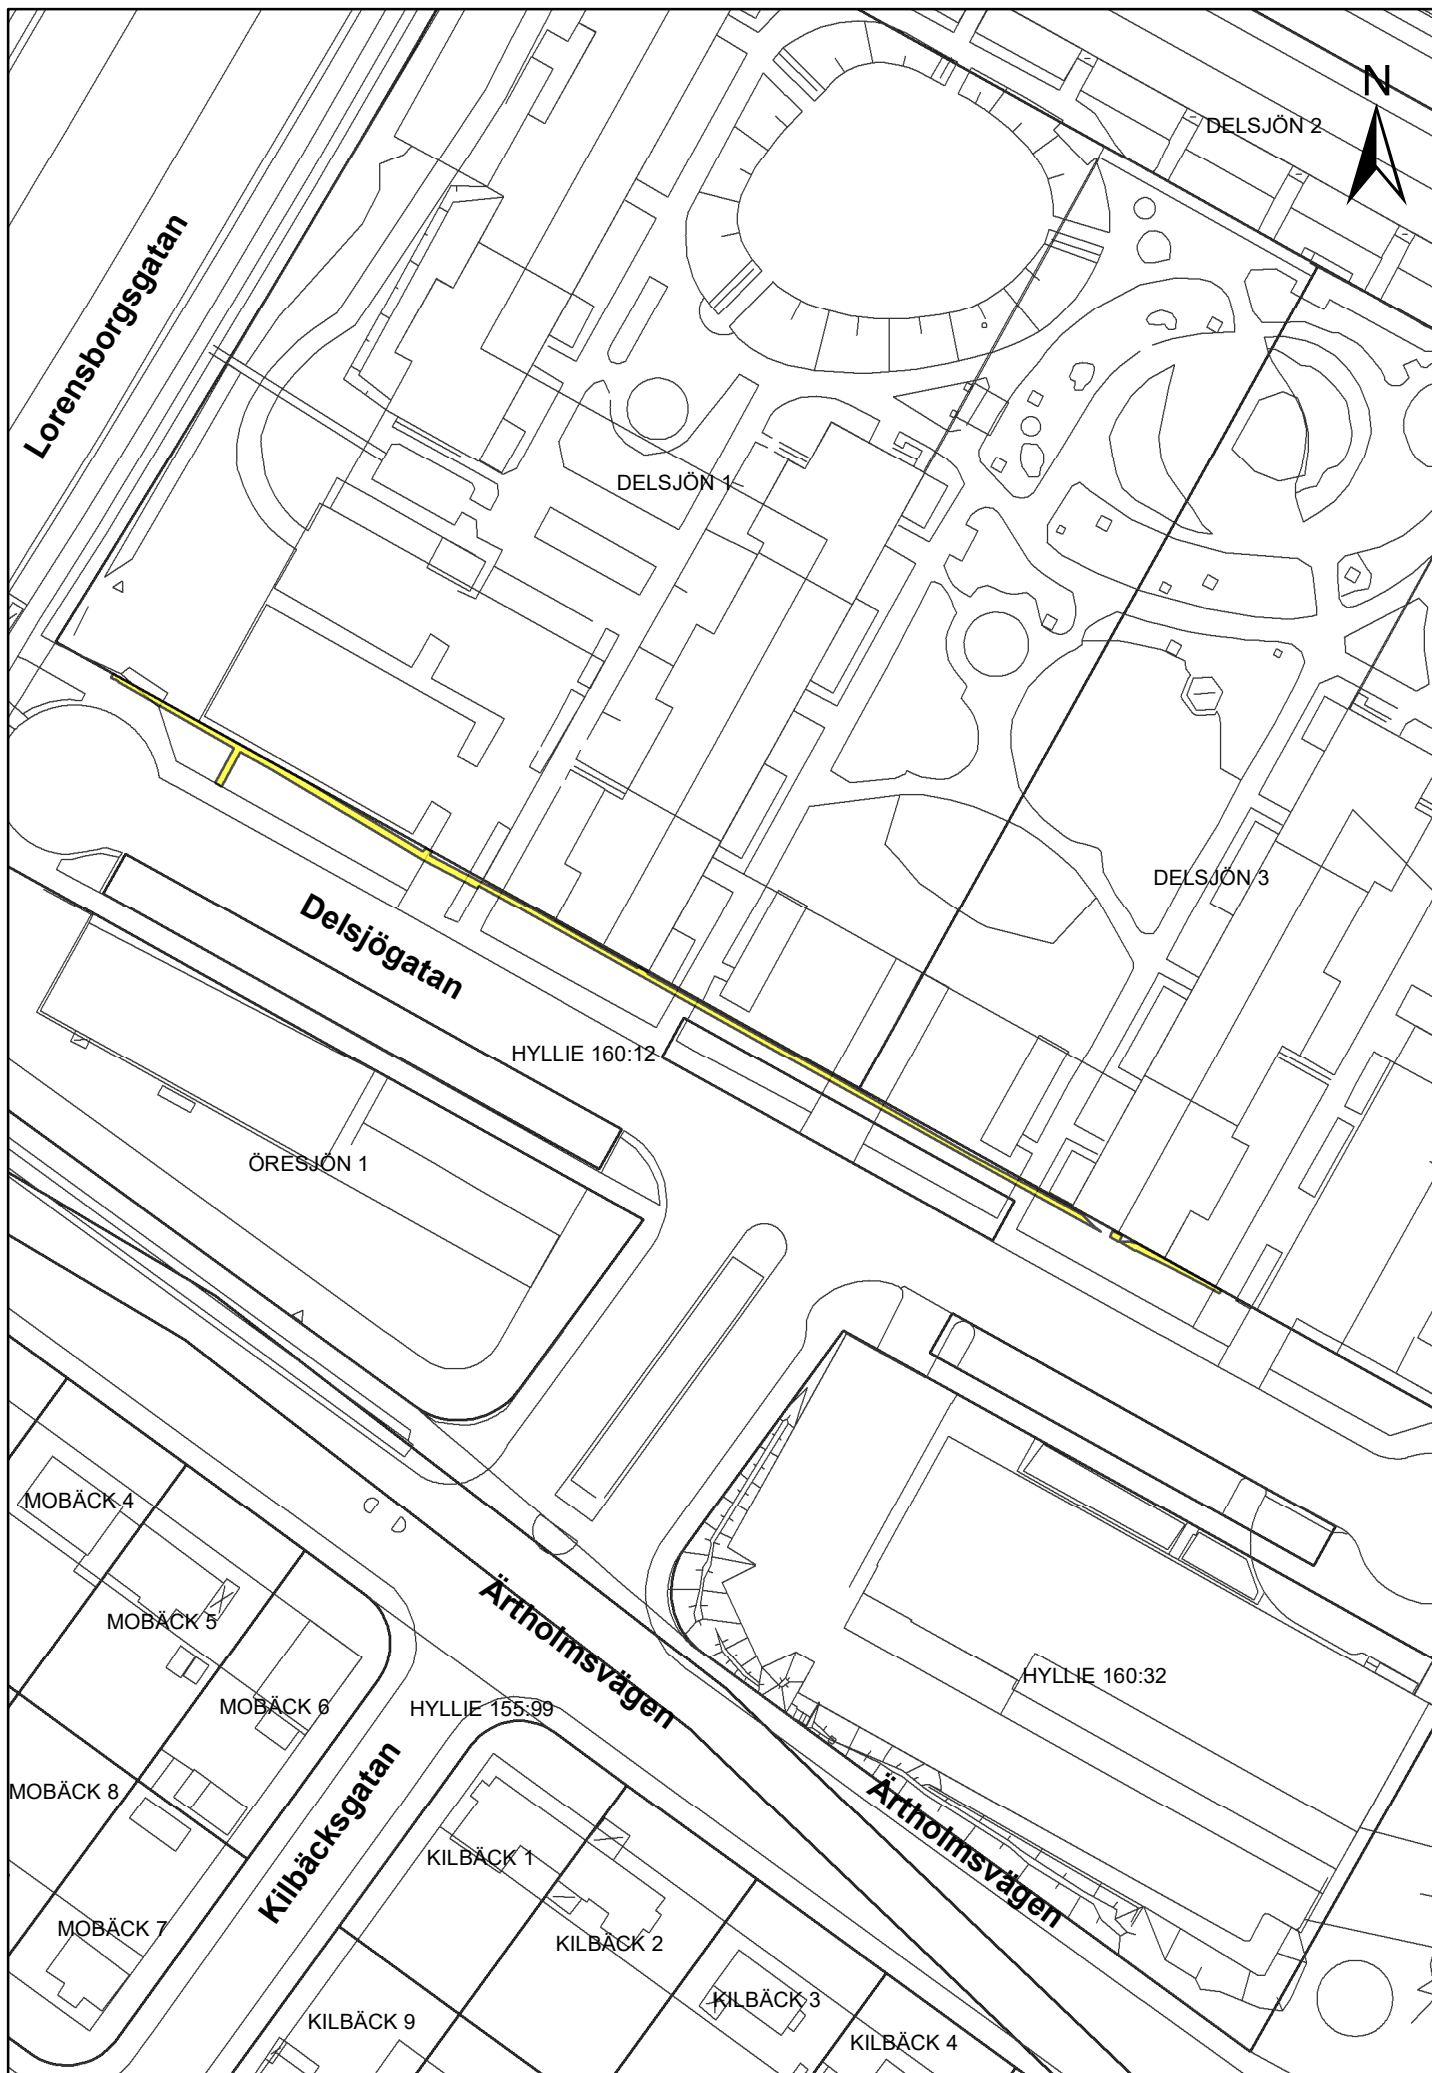 N
DELSJÖN 2
Lorensborgsgatan
DELSJÖN 1
DELSJÖN 3
Delsjögatan
HYLLIE 160:12
ÖRESJÖN 1
MOBÄCK 4
MOBÄCK 5
Ärtholmsvägen
HYLLIE 160:32
MOBÄCK 6
HYLLIE 155:99
MOBÄCK 8
Kilbäcksgatan
Ärtholmsvägen
KILBÄCK 1
MOBÄCK 7
KILBÄCK 2
KILBÄCK 3
KILBÄCK 9
KILBÄCK 4